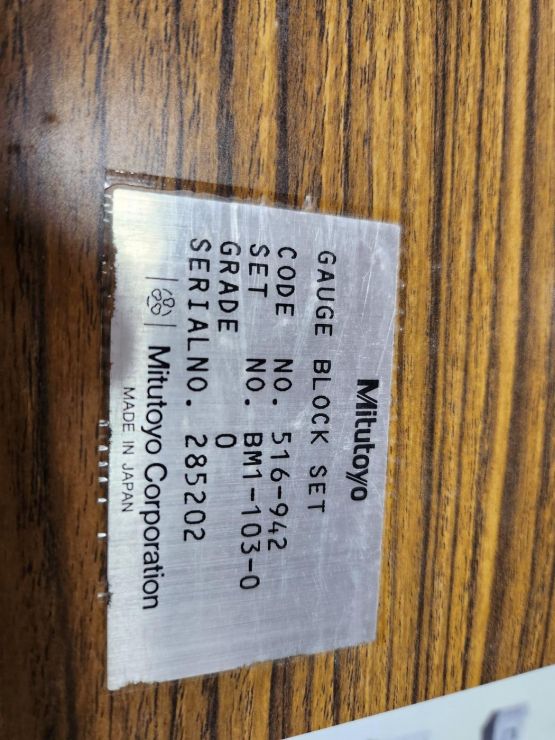 Mitutoyo
GAUGE BLOCK SET
CODE NO. 516-942
SET NO. BM1-103-0
GRADE 0
SERIALNO. 285202
Mitutoyo Corporation
MADE IN JAPAN